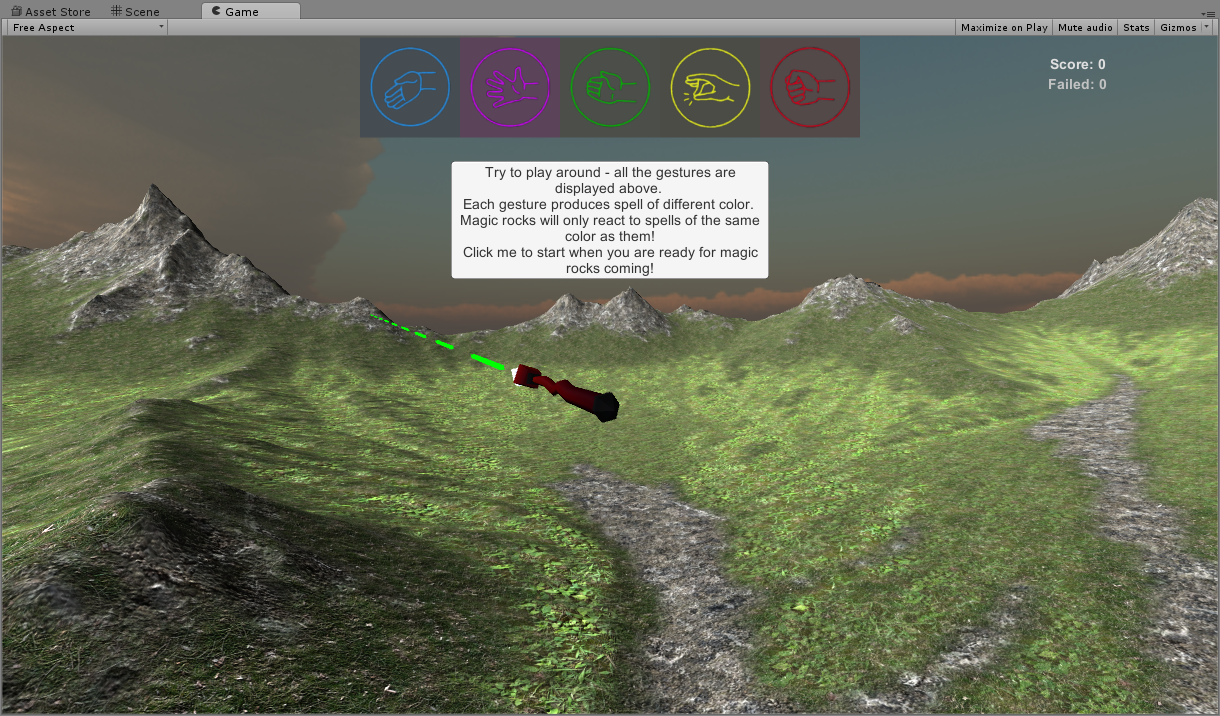 Asset Store
Scene
Game
Free Aspect
Maximize on Play
Mute audio
Stats
Gizmos
Score: 0
Failed: 0
Try to play around - all the gestures are
displayed above.
Each gesture produces spell of different color.
Magic rocks will only react to spells of the same
color as them!
Click me to start when you are ready for magic
rocks coming!